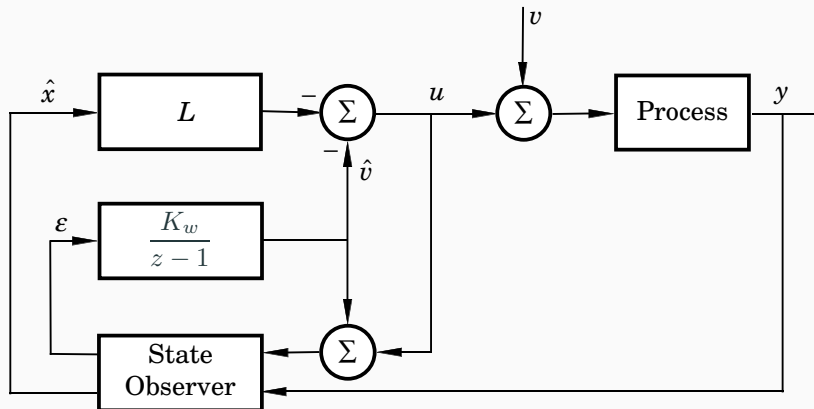 v
x̂
L
−
Σ
u
Σ
Process
y
−
v̂
ε
K_w
z − 1
State
Observer
Σ